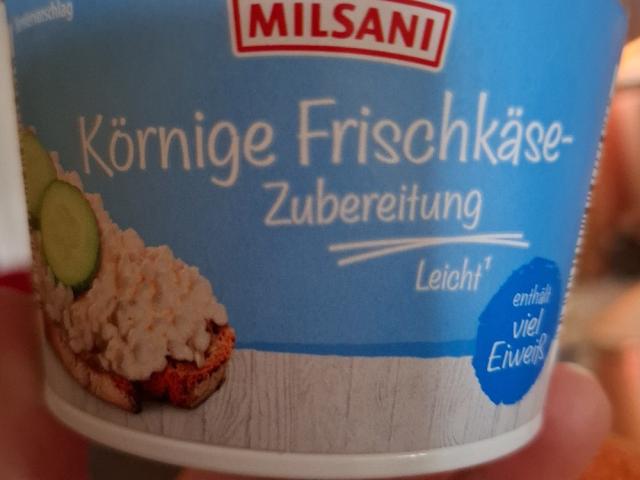 MILSANI
Körnige Frischkäse-
Zubereitung
Leicht¹
enthält
viel
Eiweiß